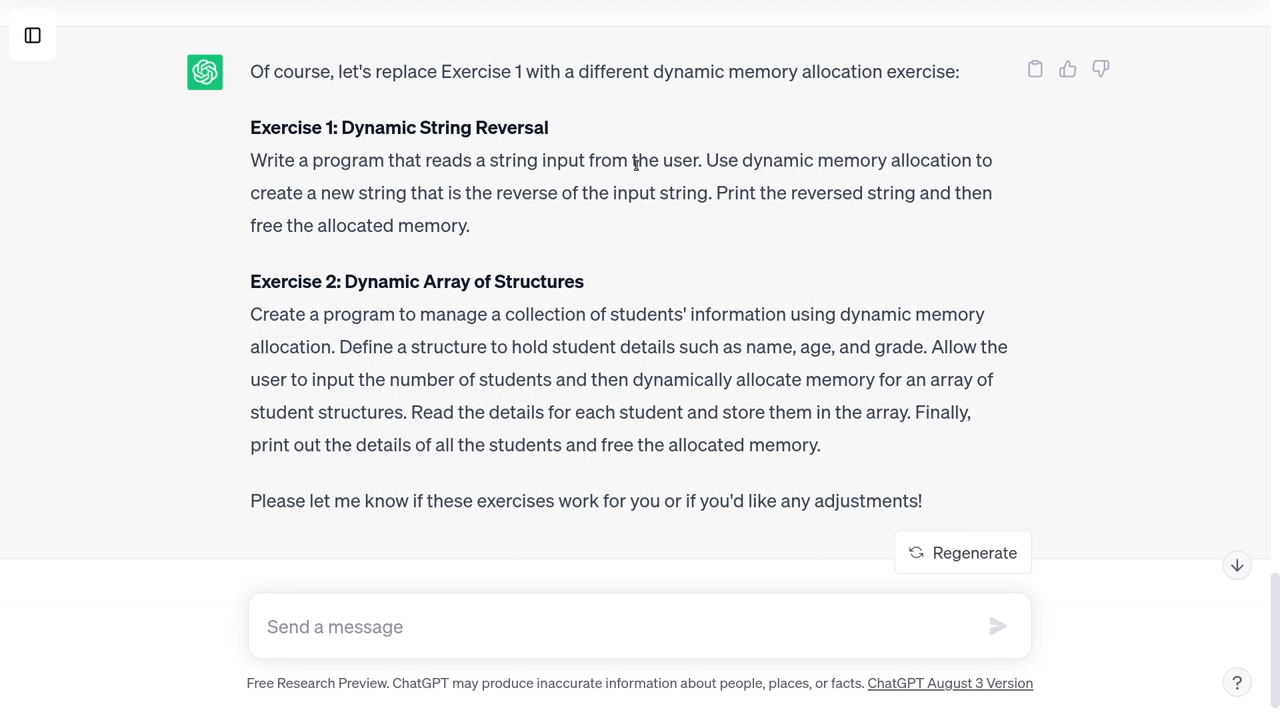 Of course, let's replace Exercise 1 with a different dynamic memory allocation exercise:
Exercise 1: Dynamic String Reversal
Write a program that reads a string input from the user. Use dynamic memory allocation to
create a new string that is the reverse of the input string. Print the reversed string and then
free the allocated memory.
Exercise 2: Dynamic Array of Structures
Create a program to manage a collection of students' information using dynamic memory
allocation. Define a structure to hold student details such as name, age, and grade. Allow the
user to input the number of students and then dynamically allocate memory for an array of
student structures. Read the details for each student and store them in the array. Finally,
print out the details of all the students and free the allocated memory.
Please let me know if these exercises work for you or if you'd like any adjustments!
Regenerate
Send a message
Free Research Preview. ChatGPT may produce inaccurate information about people, places, or facts. ChatGPT August 3 Version
?